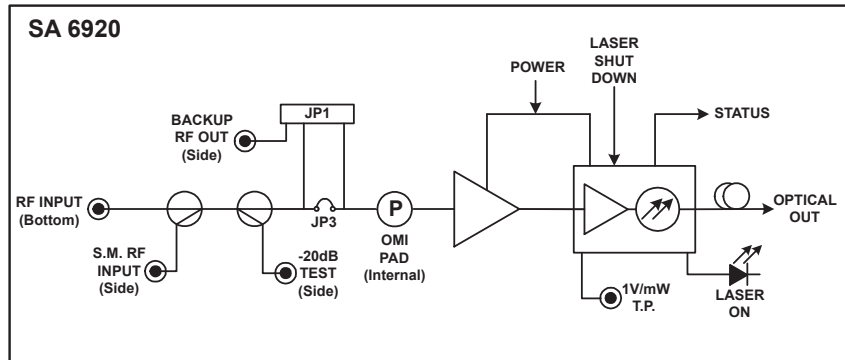 SA 6920
LASER
SHUT
DOWN
POWER
BACKUP
RF OUT
(Side)
JP1
STATUS
RF INPUT
(Bottom)
JP3
P
OPTICAL
OUT
S.M. RF
INPUT
(Side)
-20dB
TEST
(Side)
OMI
PAD
(Internal)
1V/mW
T.P.
LASER
ON